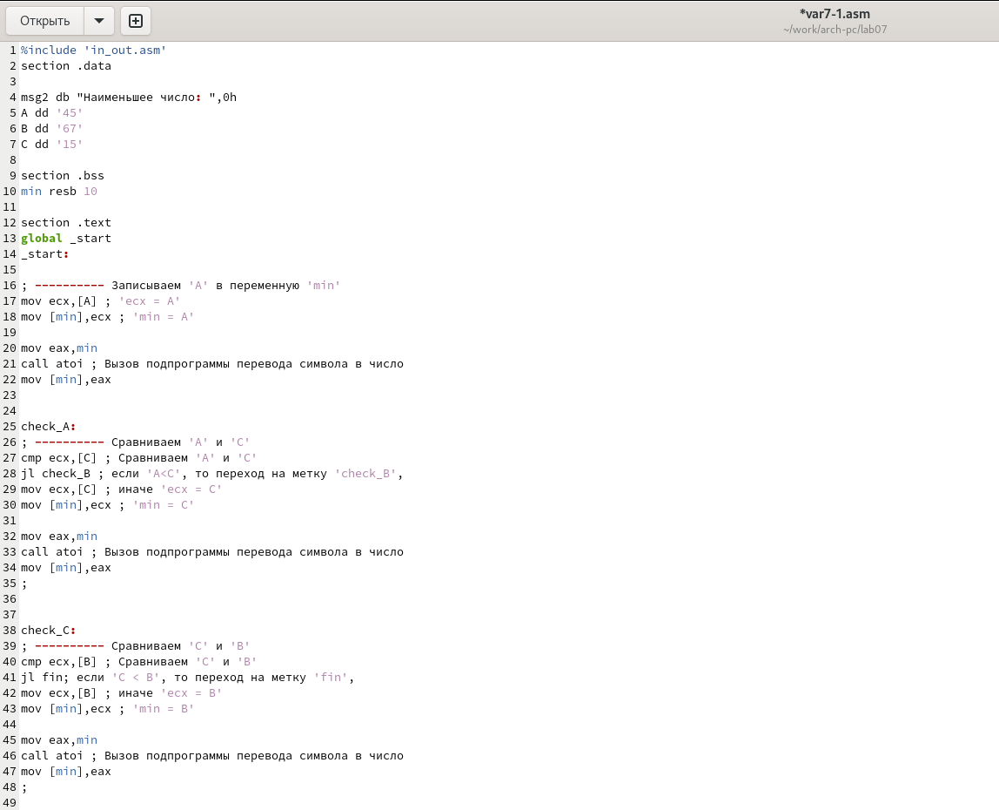 Открыть
*var7-1.asm
~/work/arch-pc/lab07
1 %include 'in_out.asm'
2 section .data
3
4 msg2 db "Наименьшее число: ",0h
5 A dd '45'
6 B dd '67'
7 C dd '15'
8
9 section .bss
10 min resb 10
11
12 section .text
13 global _start
14 _start:
15
16 ; ---------- Записываем 'A' в переменную 'min'
17 mov ecx,[A] ; 'ecx = A'
18 mov [min],ecx ; 'min = A'
19
20 mov eax,min
21 call atoi ; Вызов подпрограммы перевода символа в число
22 mov [min],eax
23
24
25 check_A:
26 ; ---------- Сравниваем 'A' и 'C'
27 cmp ecx,[C] ; Сравниваем 'A' и 'C'
28 jl check_B ; если 'A<C', то переход на метку 'check_B',
29 mov ecx,[C] ; иначе 'ecx = C'
30 mov [min],ecx ; 'min = C'
31
32 mov eax,min
33 call atoi ; Вызов подпрограммы перевода символа в число
34 mov [min],eax
35 ;
36
37
38 check_C:
39 ; ---------- Сравниваем 'C' и 'B'
40 cmp ecx,[B] ; Сравниваем 'C' и 'B'
41 jl fin; если 'C < B', то переход на метку 'fin',
42 mov ecx,[B] ; иначе 'ecx = B'
43 mov [min],ecx ; 'min = B'
44
45 mov eax,min
46 call atoi ; Вызов подпрограммы перевода символа в число
47 mov [min],eax
48 ;
49